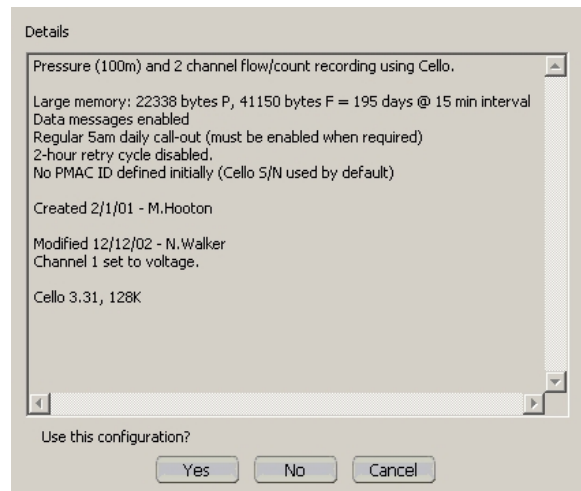 Details
Pressure (100m) and 2 channel flow/count recording using Cello.
Large memory: 22338 bytes P, 41150 bytes F = 195 days @ 15 min interval
Data messages enabled
Regular 5am daily call-out (must be enabled when required)
2-hour retry cycle disabled.
No PMAC ID defined initially (Cello S/N used by default)
Created 2/1/01 - M.Hooton
Modified 12/12/02 - N.Walker
Channel 1 set to voltage.
Cello 3.31, 128K
Use this configuration?
Yes No Cancel